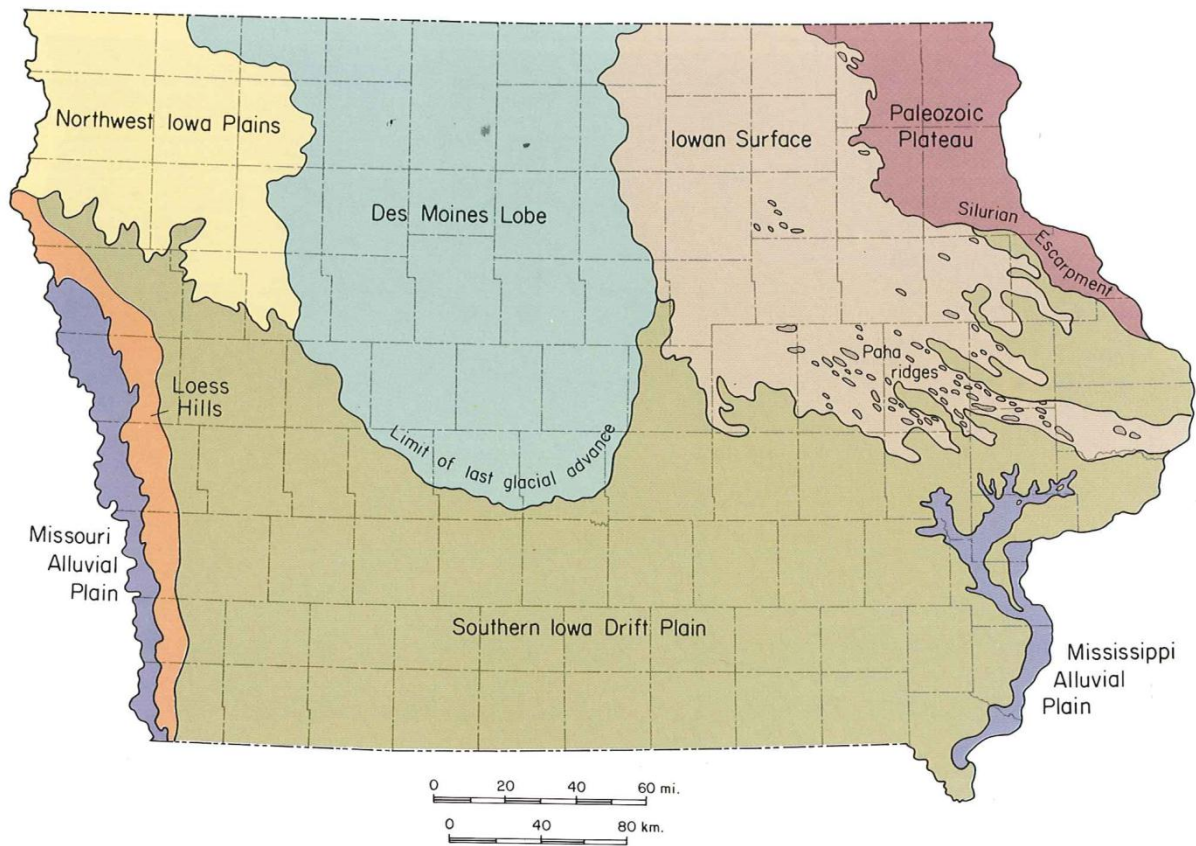 Northwest Iowa Plains
Des Moines Lobe
Iowan Surface
Paleozoic
Plateau
Silurian
Escarpment
Paha
ridges
Loess
Hills
Limit of last glacial advance
Missouri
Alluvial
Plain
Southern Iowa Drift Plain
Mississippi
Alluvial
Plain
0 20 40 60 mi.
0 40 80 km.